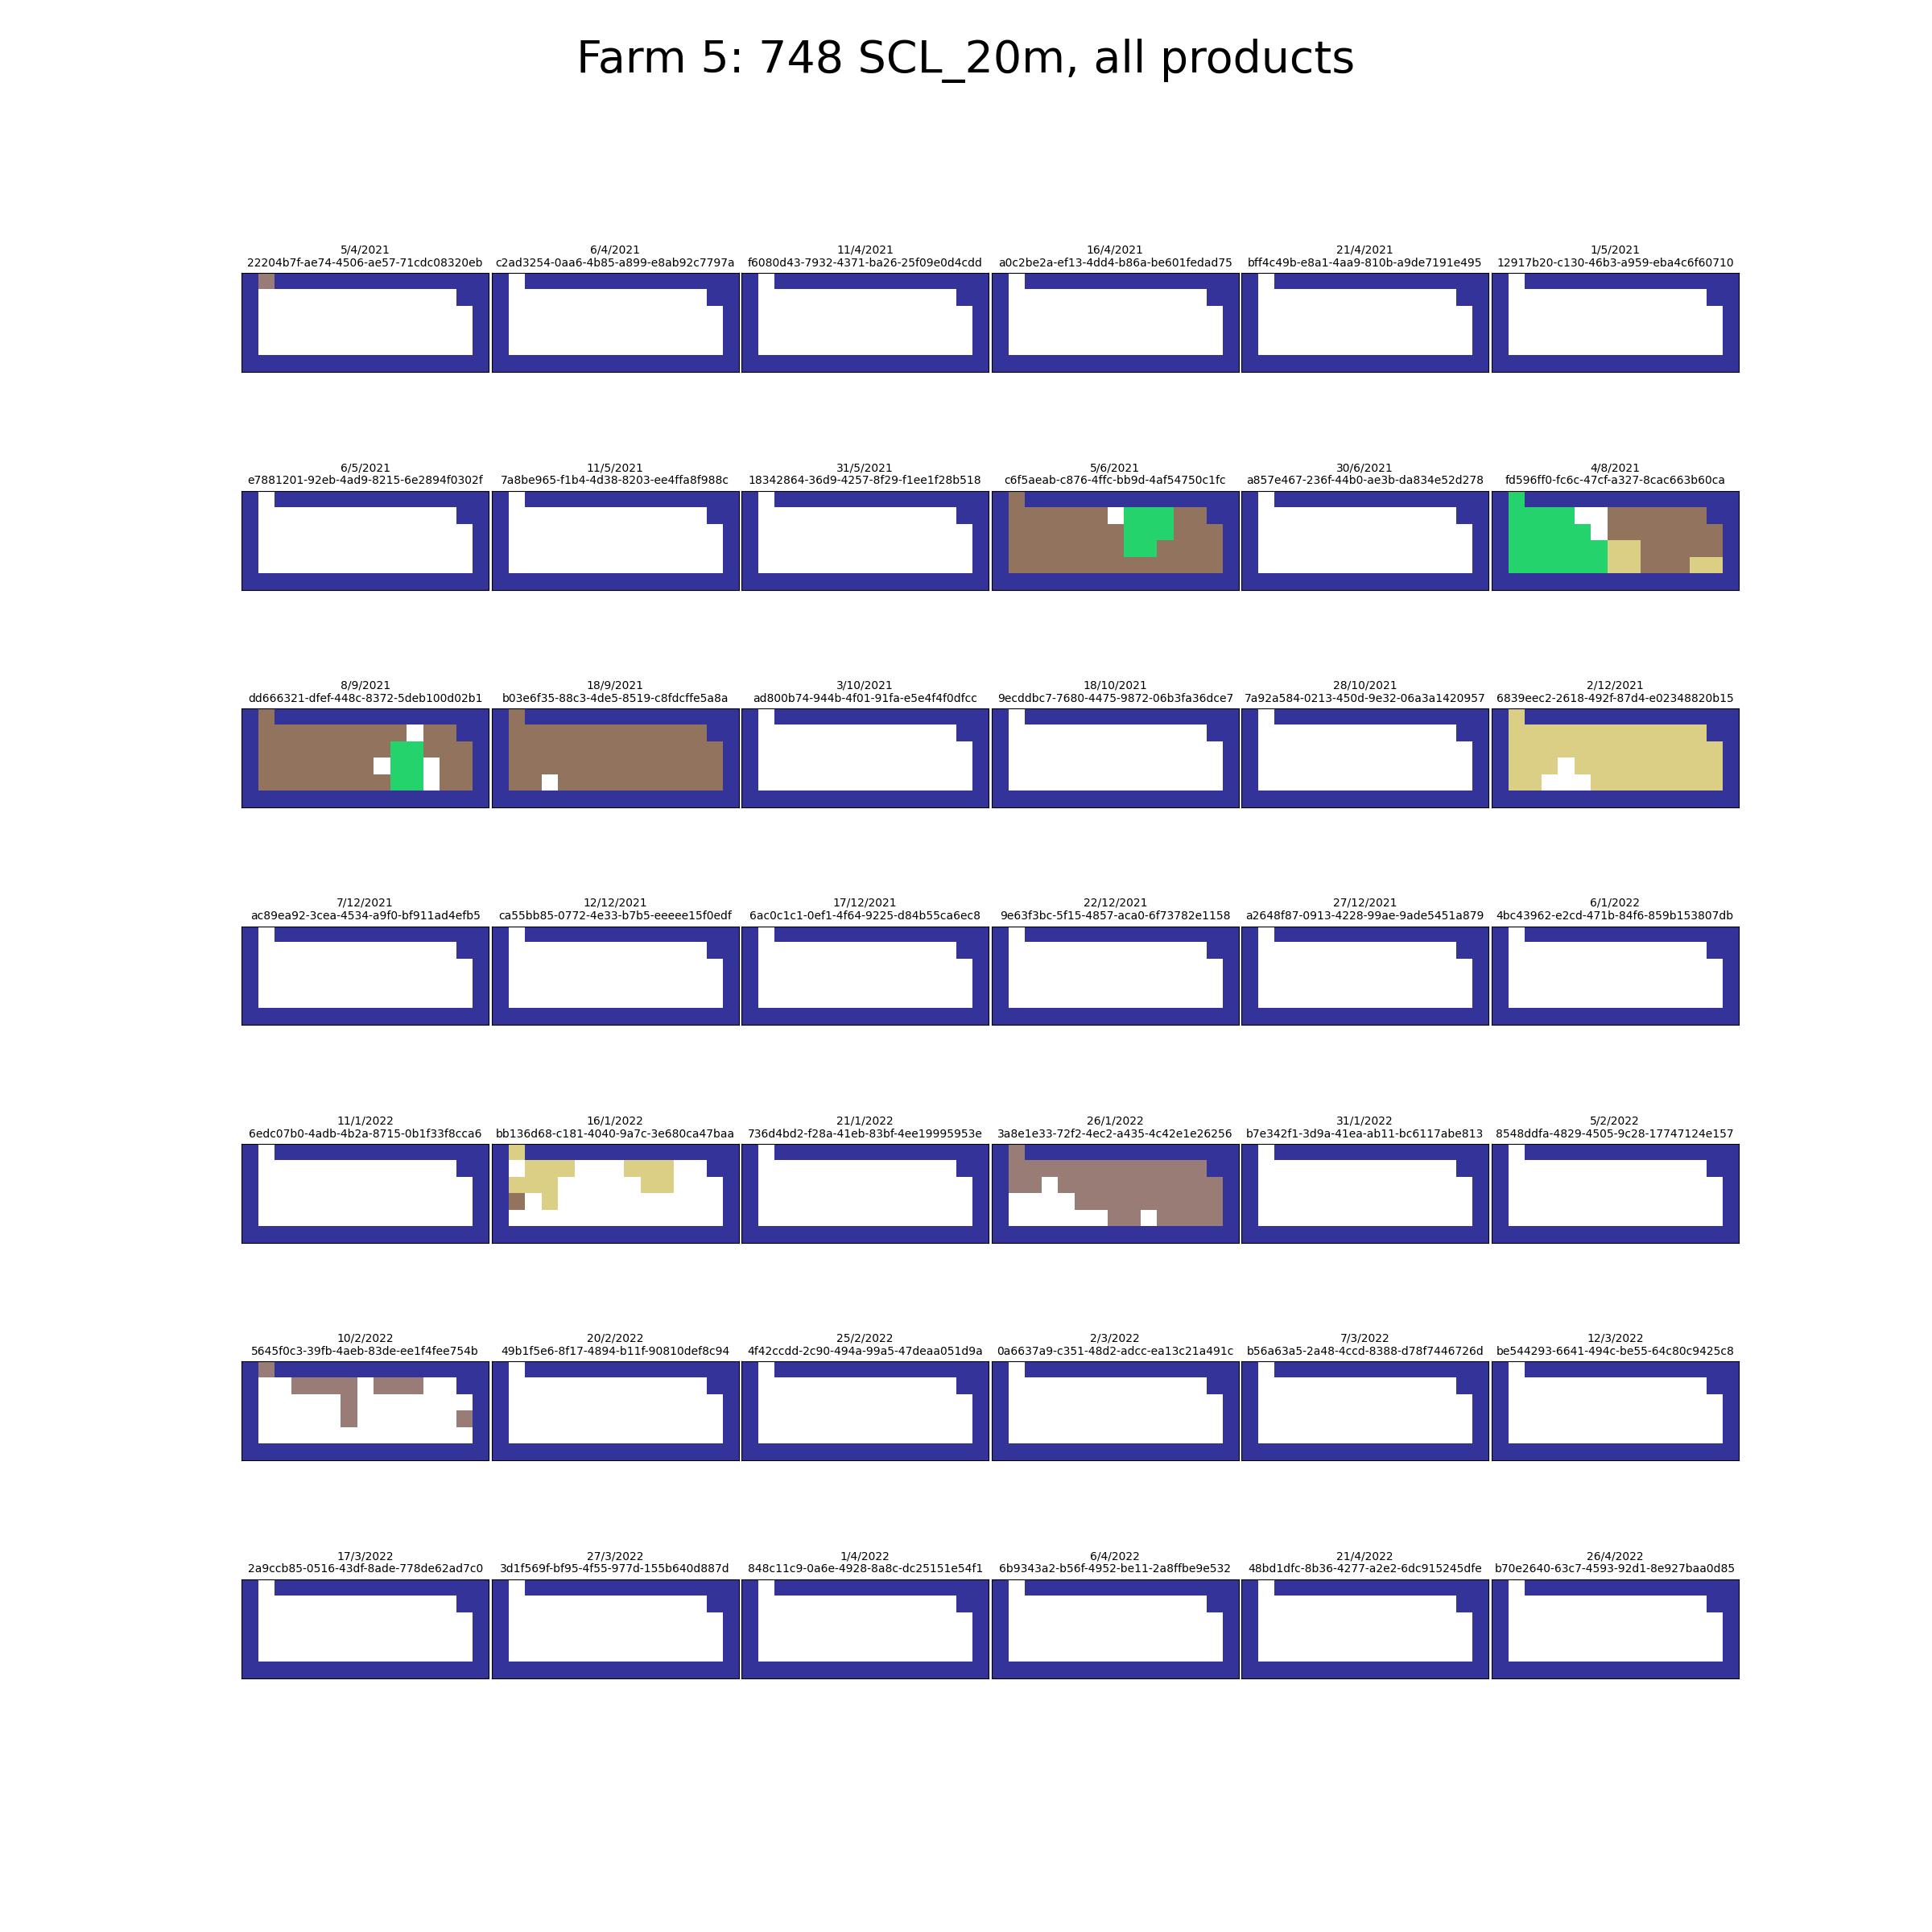 Farm 5: 748 SCL_20m, all products
5/4/2021
22204b7f-ae74-4506-ae57-71cdc08320eb
6/4/2021
c2ad3254-0aa6-4b85-a899-e8ab92c7797a
11/4/2021
f6080d43-7932-4371-ba26-25f09e0d4cdd
16/4/2021
a0c2be2a-ef13-4dd4-b86a-be601fedad75
21/4/2021
bff4c49b-e8a1-4aa9-810b-a9de7191e495
1/5/2021
12917b20-c130-46b3-a959-eba4c6f60710
6/5/2021
e7881201-92eb-4ad9-8215-6e2894f0302f
11/5/2021
7a8be965-f1b4-4d38-8203-ee4ffa8f988c
31/5/2021
18342864-36d9-4257-8f29-f1ee1f28b518
5/6/2021
c6f5aeab-c876-4ffc-bb9d-4af54750c1fc
30/6/2021
a857e467-236f-44b0-ae3b-da834e52d278
4/8/2021
fd596ff0-fc6c-47cf-a327-8cac663b60ca
8/9/2021
dd666321-dfef-448c-8372-5deb100d02b1
18/9/2021
b03e6f35-88c3-4de5-8519-c8fdcffe5a8a
3/10/2021
ad800b74-944b-4f01-91fa-e5e4f4f0dfcc
18/10/2021
9ecddbc7-7680-4475-9872-06b3fa36dce7
28/10/2021
7a92a584-0213-450d-9e32-06a3a1420957
2/12/2021
6839eec2-2618-492f-87d4-e02348820b15
7/12/2021
ac89ea92-3cea-4534-a9f0-bf911ad4efb5
12/12/2021
ca55bb85-0772-4e33-b7b5-eeeee15f0edf
17/12/2021
6ac0c1c1-0ef1-4f64-9225-d84b55ca6ec8
22/12/2021
9e63f3bc-5f15-4857-aca0-6f73782e1158
27/12/2021
a2648f87-0913-4228-99ae-9ade5451a879
6/1/2022
4bc43962-e2cd-471b-84f6-859b153807db
11/1/2022
6edc07b0-4adb-4b2a-8715-0b1f33f8cca6
16/1/2022
bb136d68-c181-4040-9a7c-3e680ca47baa
21/1/2022
736d4bd2-f28a-41eb-83bf-4ee19995953e
26/1/2022
3a8e1e33-72f2-4ec2-a435-4c42e1e26256
31/1/2022
b7e342f1-3d9a-41ea-ab11-bc6117abe813
5/2/2022
8548ddfa-4829-4505-9c28-17747124e157
10/2/2022
5645f0c3-39fb-4aeb-83de-ee1f4fee754b
20/2/2022
49b1f5e6-8f17-4894-b11f-90810def8c94
25/2/2022
4f42ccdd-2c90-494a-99a5-47deaa051d9a
2/3/2022
0a6637a9-c351-48d2-adcc-ea13c21a491c
7/3/2022
b56a63a5-2a48-4ccd-8388-d78f7446726d
12/3/2022
be544293-6641-494c-be55-64c80c9425c8
17/3/2022
2a9ccb85-0516-43df-8ade-778de62ad7c0
27/3/2022
3d1f569f-bf95-4f55-977d-155b640d887d
1/4/2022
848c11c9-0a6e-4928-8a8c-dc25151e54f1
6/4/2022
6b9343a2-b56f-4952-be11-2a8ffbe9e532
21/4/2022
48bd1dfc-8b36-4277-a2e2-6dc915245dfe
26/4/2022
b70e2640-63c7-4593-92d1-8e927baa0d85